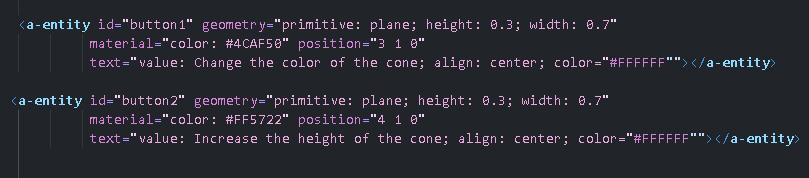 <a-entity id="button1" geometry="primitive: plane; height: 0.3; width: 0.7"
material="color: #4CAF50" position="3 1 0"
text="value: Change the color of the cone; align: center; color="#FFFFFF""></a-entity>
<a-entity id="button2" geometry="primitive: plane; height: 0.3; width: 0.7"
material="color: #FF5722" position="4 1 0"
text="value: Increase the height of the cone; align: center; color="#FFFFFF""></a-entity>